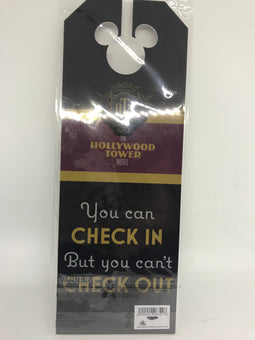 THE
HOLLYWOOD
TOWER
HOTEL
You can
CHECK IN
But you can't
CHECK OUT